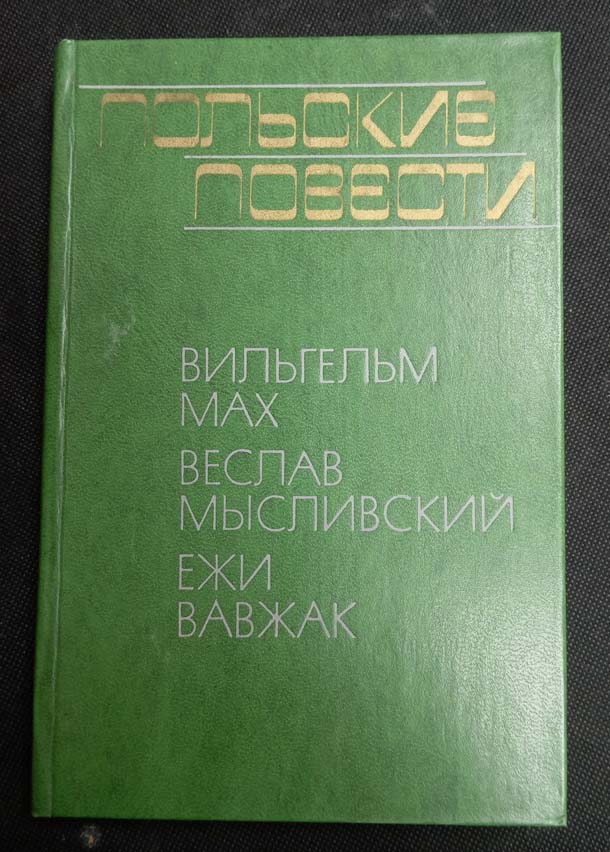 ПОЛЬСКИЕ
ПОВЕСТИ
ВИЛЬГЕЛЬМ
МАХ
ВЕСЛАВ
МЫСЛИВСКИЙ
ЕЖИ
ВАВЖАК